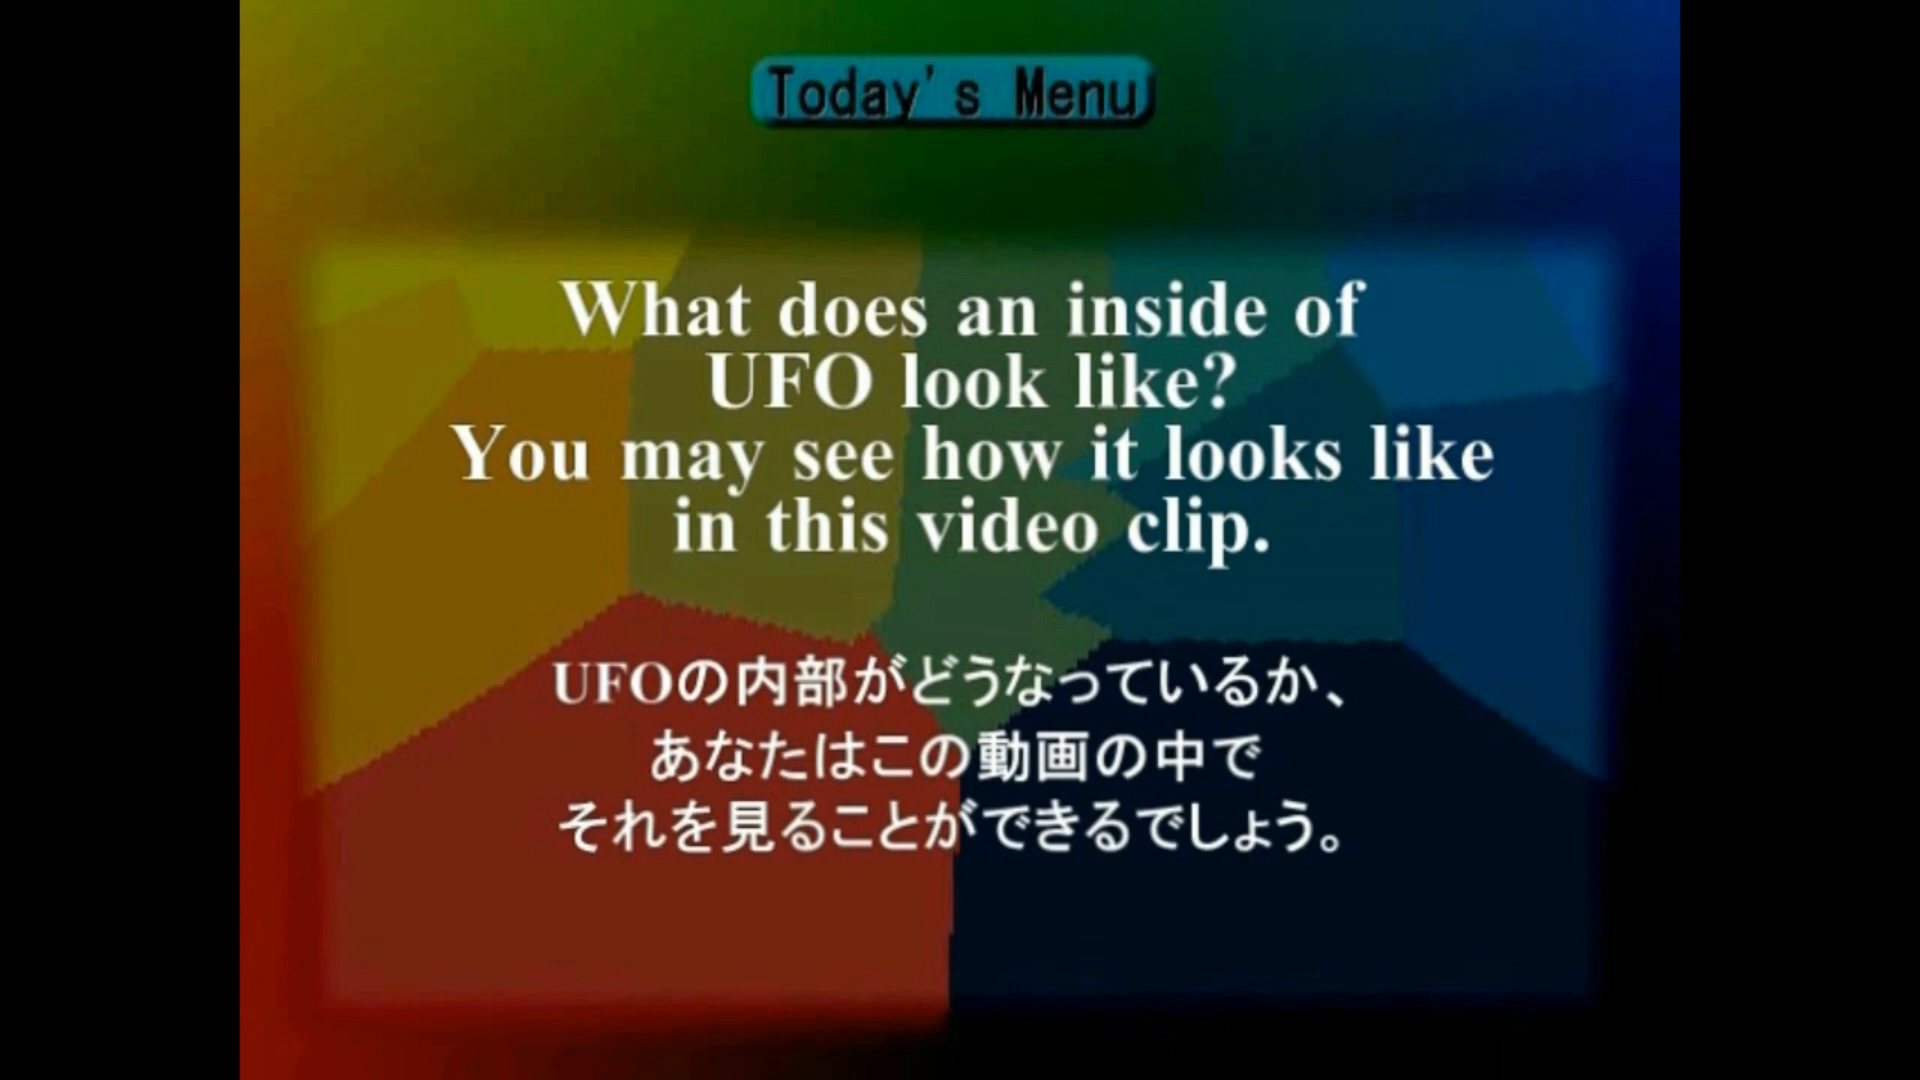 Today's Menu
What does an inside of
UFO look like?
You may see how it looks like
in this video clip.
UFOの内部がどうなっているか、
あなたはこの動画の中で
それを見ることができるでしょう。